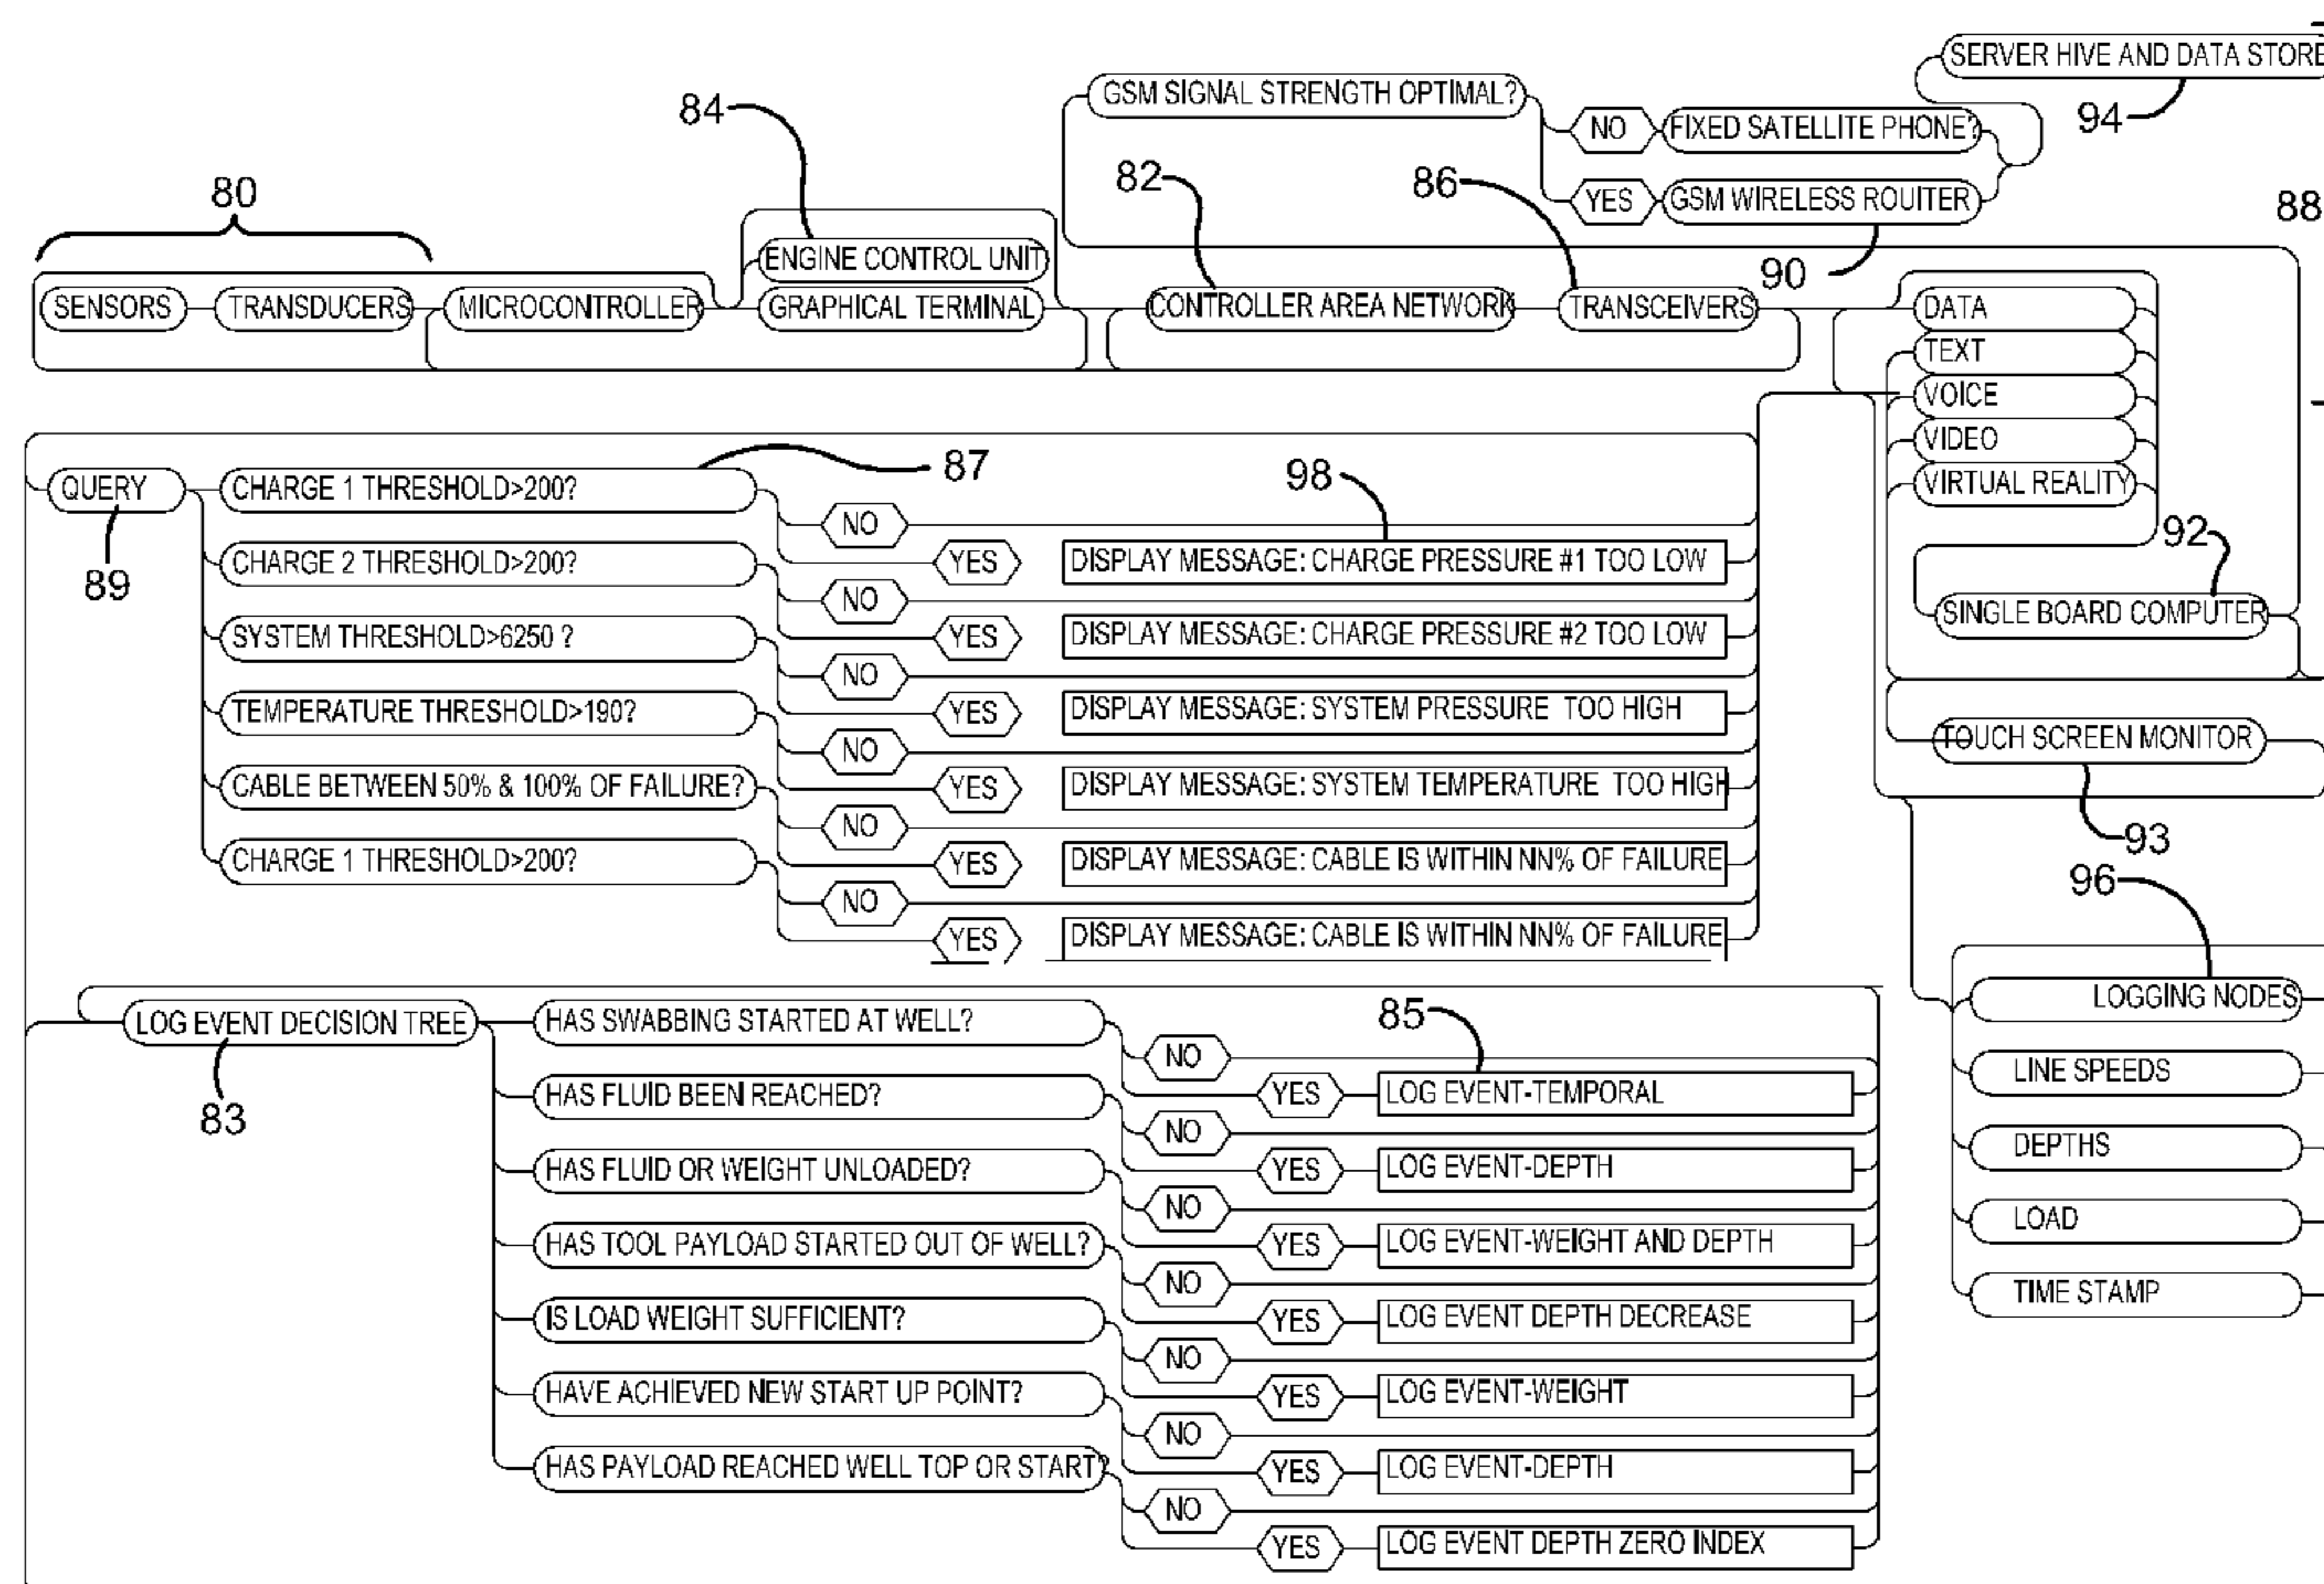 SERVER HIVE AND DATA STORE
94
GSM SIGNAL STRENGTH OPTIMAL?
NO
FIXED SATELLITE PHONE?
YES
GSM WIRELESS ROUITER
90
84
82
86
88
80
ENGINE CONTROL UNIT
SENSORS
TRANSDUCERS
MICROCONTROLLER
GRAPHICAL TERMINAL
CONTROLLER AREA NETWORK
TRANSCEIVERS
DATA
TEXT
VOICE
VIDEO
VIRTUAL REALITY
92
SINGLE BOARD COMPUTER
TOUCH SCREEN MONITOR
93
QUERY
89
87
98
CHARGE 1 THRESHOLD>200?
NO
YES
DISPLAY MESSAGE: CHARGE PRESSURE #1 TOO LOW
CHARGE 2 THRESHOLD>200?
NO
YES
DISPLAY MESSAGE: CHARGE PRESSURE #2 TOO LOW
SYSTEM THRESHOLD>6250 ?
NO
YES
DISPLAY MESSAGE: SYSTEM PRESSURE TOO HIGH
TEMPERATURE THRESHOLD>190?
NO
YES
DISPLAY MESSAGE: SYSTEM TEMPERATURE TOO HIGH
CABLE BETWEEN 50% & 100% OF FAILURE?
NO
YES
DISPLAY MESSAGE: CABLE IS WITHIN NN% OF FAILURE
CHARGE 1 THRESHOLD>200?
NO
YES
DISPLAY MESSAGE: CABLE IS WITHIN NN% OF FAILURE
96
LOGGING NODES
LINE SPEEDS
DEPTHS
LOAD
TIME STAMP
LOG EVENT DECISION TREE
83
85
HAS SWABBING STARTED AT WELL?
NO
YES
LOG EVENT-TEMPORAL
HAS FLUID BEEN REACHED?
NO
YES
LOG EVENT-DEPTH
HAS FLUID OR WEIGHT UNLOADED?
NO
YES
LOG EVENT-WEIGHT AND DEPTH
HAS TOOL PAYLOAD STARTED OUT OF WELL?
NO
YES
LOG EVENT DEPTH DECREASE
IS LOAD WEIGHT SUFFICIENT?
NO
YES
LOG EVENT-WEIGHT
HAVE ACHIEVED NEW START UP POINT?
NO
YES
LOG EVENT-DEPTH
HAS PAYLOAD REACHED WELL TOP OR START?
NO
YES
LOG EVENT DEPTH ZERO INDEX